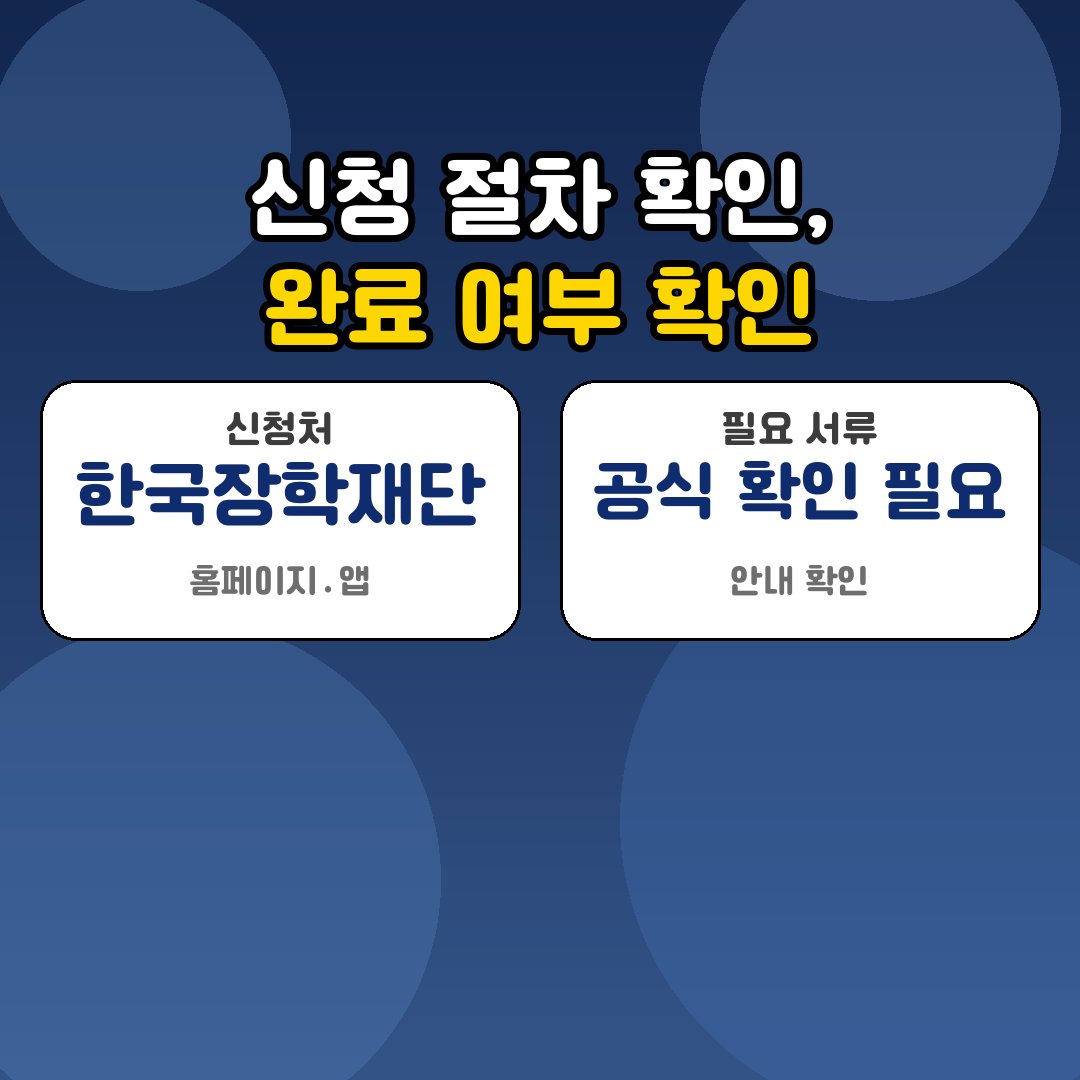 신청 절차 확인,
완료 여부 확인
신청처
한국장학재단
홈페이지·앱
필요 서류
공식 확인 필요
안내 확인